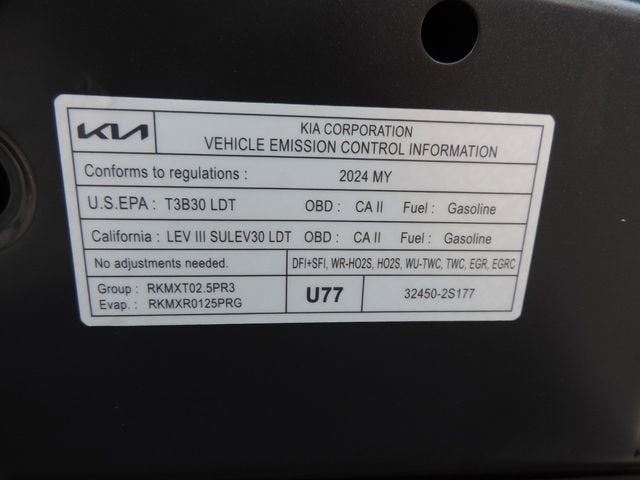 KIA
KIA CORPORATION
VEHICLE EMISSION CONTROL INFORMATION
Conforms to regulations : 2024 MY
U.S.EPA : T3B30 LDT OBD : CA II Fuel : Gasoline
California : LEV III SULEV30 LDT OBD : CA II Fuel : Gasoline
No adjustments needed. DFI+SFI, WR-HO2S, HO2S, WU-TWC, TWC, EGR, EGRC
Group : RKMXT02.5PR3
Evap. : RKMXR0125PRG
U77
32450-2S177